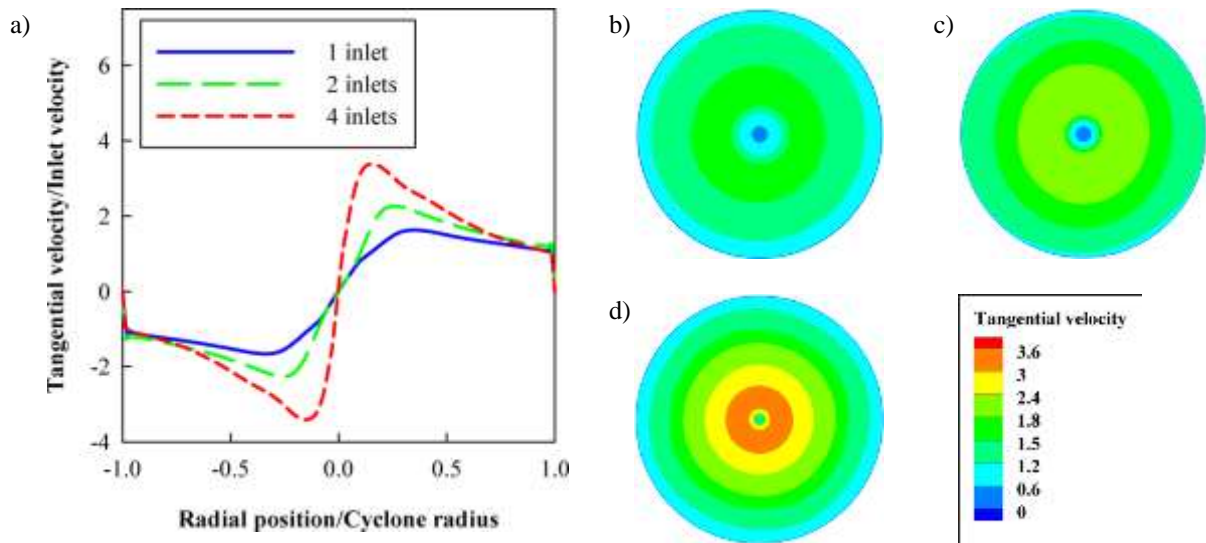 a)
Tangential velocity/Inlet velocity
6
4
2
0
-2
-4
1 inlet
2 inlets
4 inlets
-1.0 -0.5 0.0 0.5 1.0
Radial position/Cyclone radius
b)
c)
d)
Tangential velocity
3.6
3
2.4
1.8
1.5
1.2
0.6
0